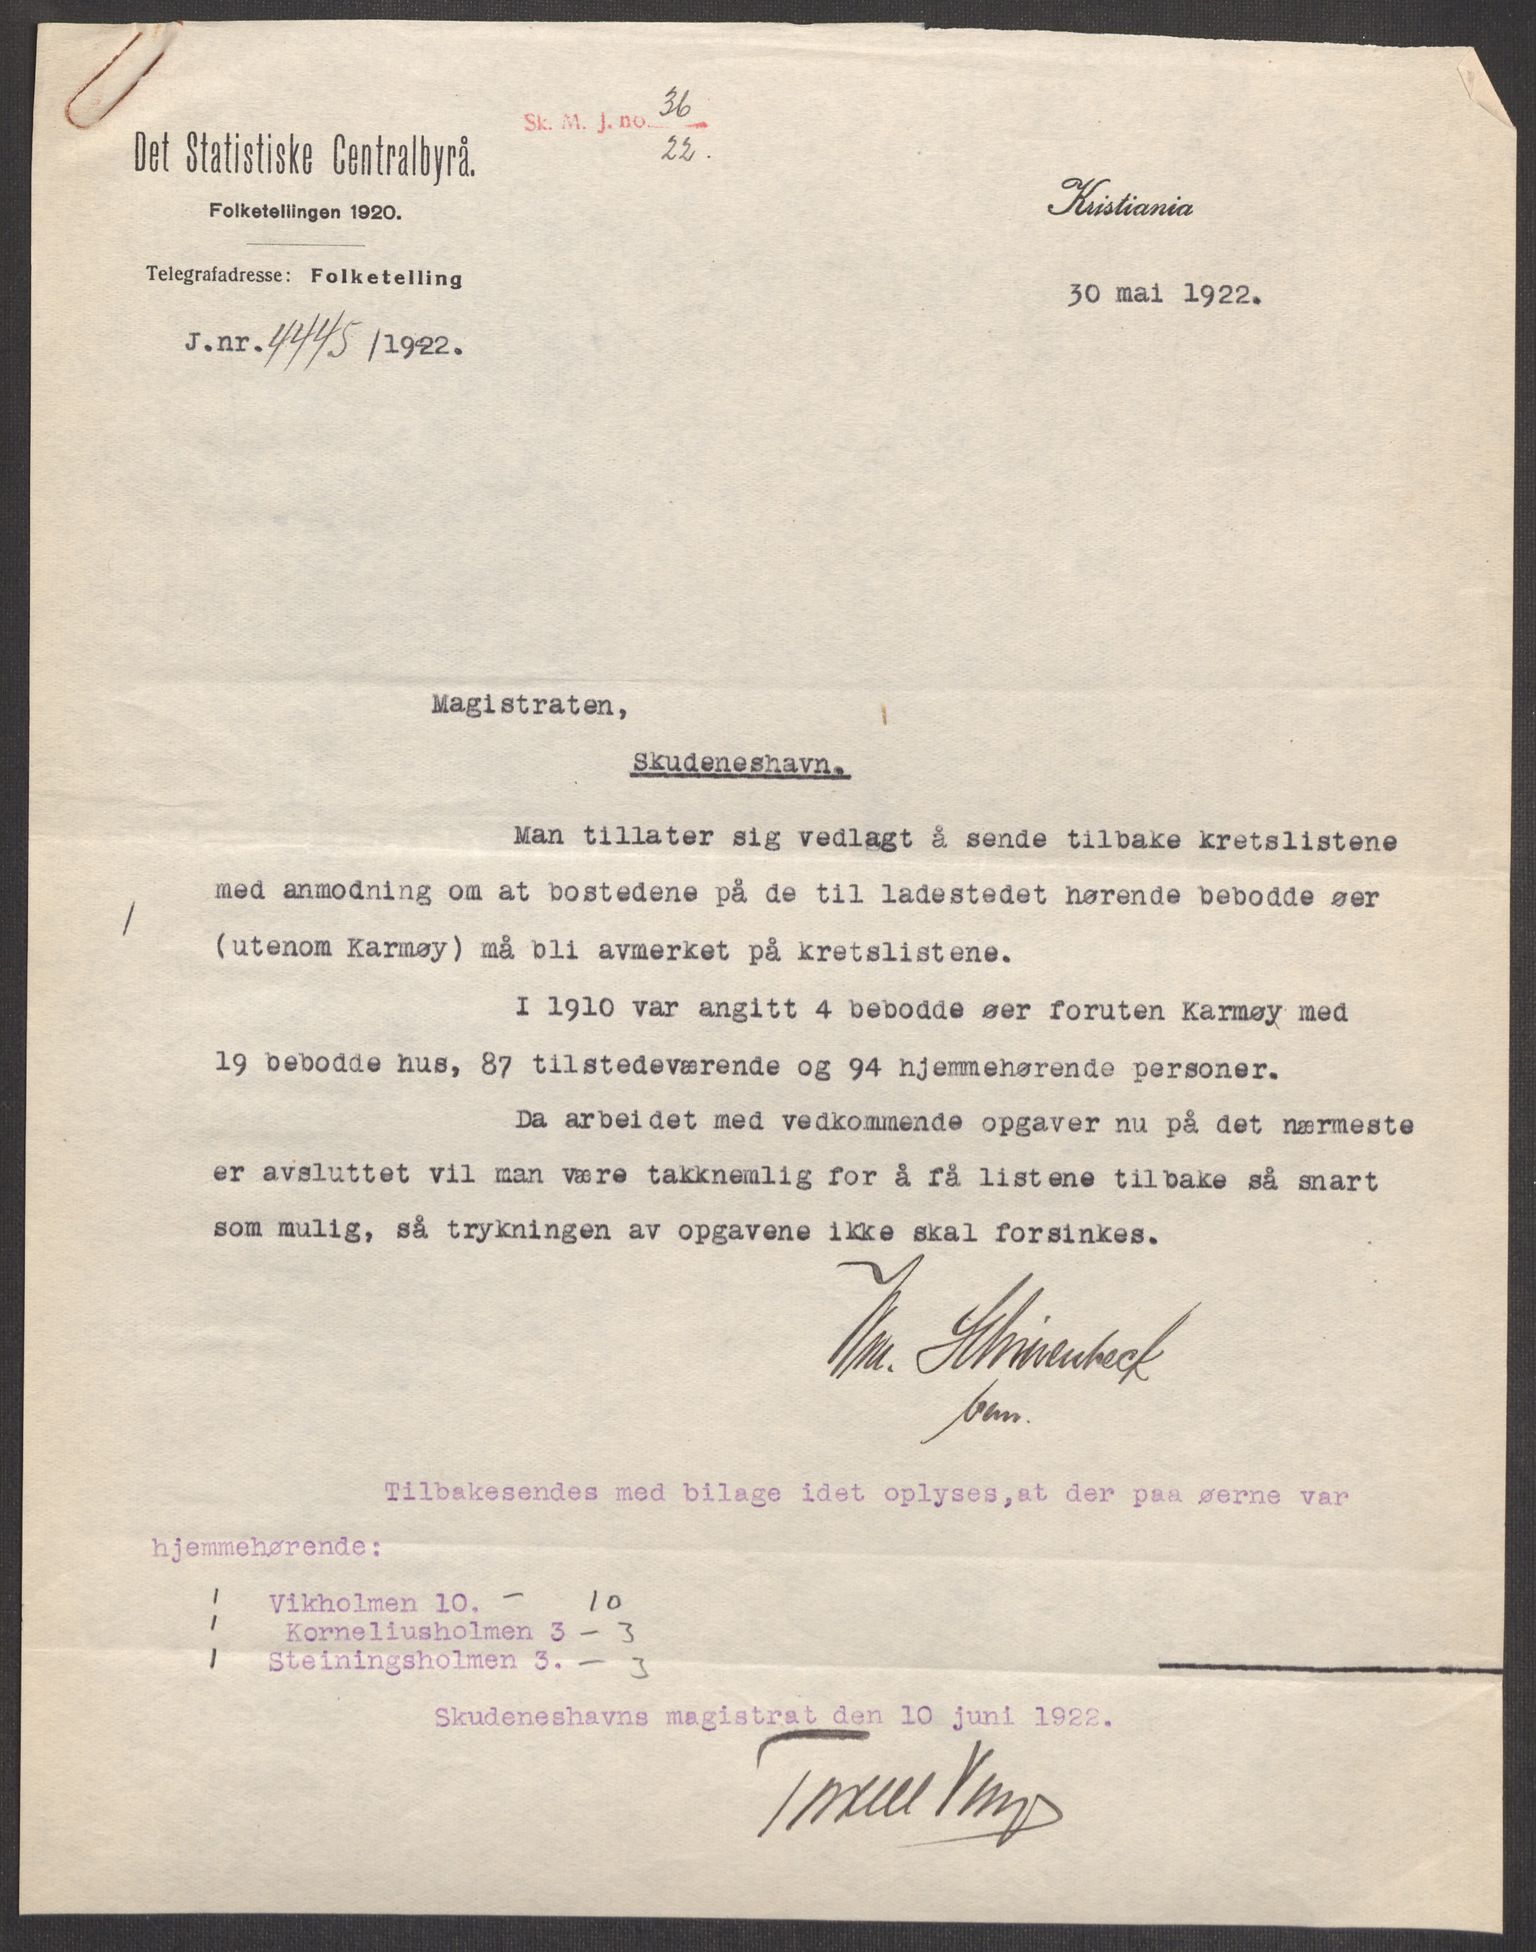 Sk. M. J. no. 36
22.
Det Statistiske Centralbyrå.
Folketellingen 1920.
Telegrafadresse: Folketelling
J.nr. 4445 /1922.
Kristiania
30 mai 1922.
Magistraten,
Skudeneshavn.
Man tillater sig vedlagt å sende tilbake kretslistene
med anmodning om at bostedene på de til ladestedet hørende bebodde øer
(utenom Karmøy) må bli avmerket på kretslistene.
I 1910 var angitt 4 bebodde øer foruten Karmøy med
19 bebodde hus, 87 tilstedeværende og 94 hjemmehørende personer.
Da arbeidet med vedkommende opgaver nu på det nærmeste
er avsluttet vil man være takknemlig for å få listene tilbake så snart
som mulig, så trykningen av opgavene ikke skal forsinkes.
Tilbakesendes med bilage idet oplyses,at der paa øerne var
hjemmehørende:
Vikholmen 10. — 10
Korneliusholmen 3 — 3
Steiningsholmen 3. — 3
Skudeneshavns magistrat den 10 juni 1922.